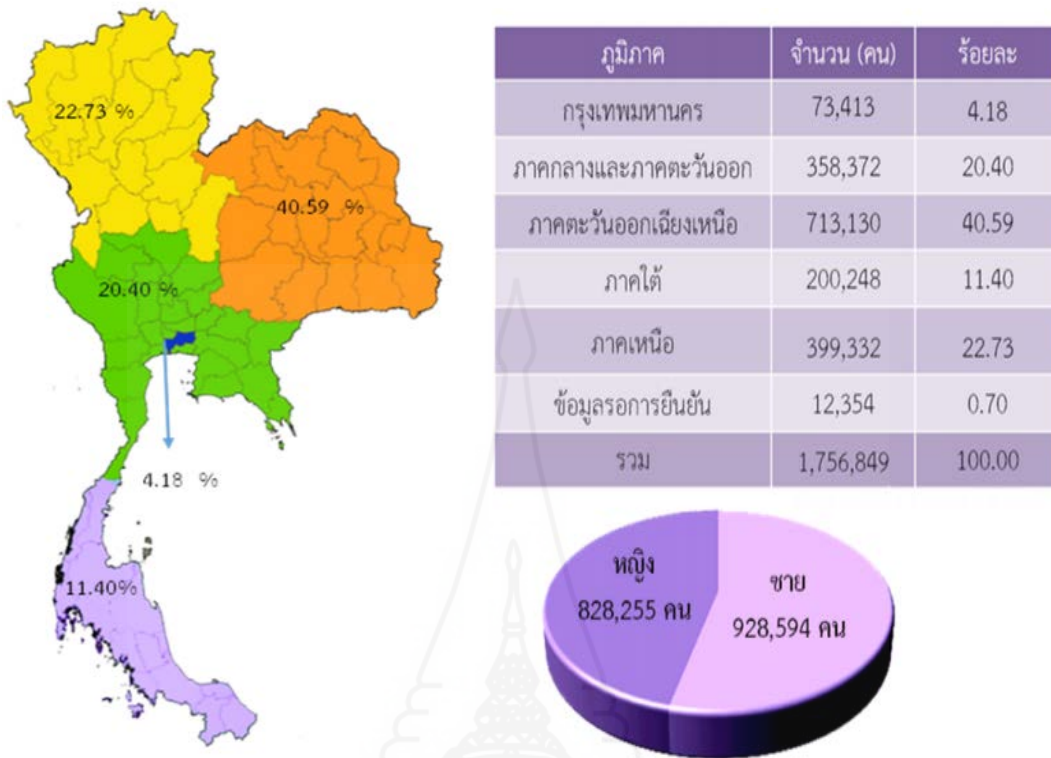 22.73 %
40.59 %
20.40 %
4.18 %
11.40%
ภูมิภาค จำนวน (คน) ร้อยละ
กรุงเทพมหานคร 73,413 4.18
ภาคกลางและภาคตะวันออก 358,372 20.40
ภาคตะวันออกเฉียงเหนือ 713,130 40.59
ภาคใต้ 200,248 11.40
ภาคเหนือ 399,332 22.73
ข้อมูลรอการยืนยัน 12,354 0.70
รวม 1,756,849 100.00
หญิง
828,255 คน
ชาย
928,594 คน